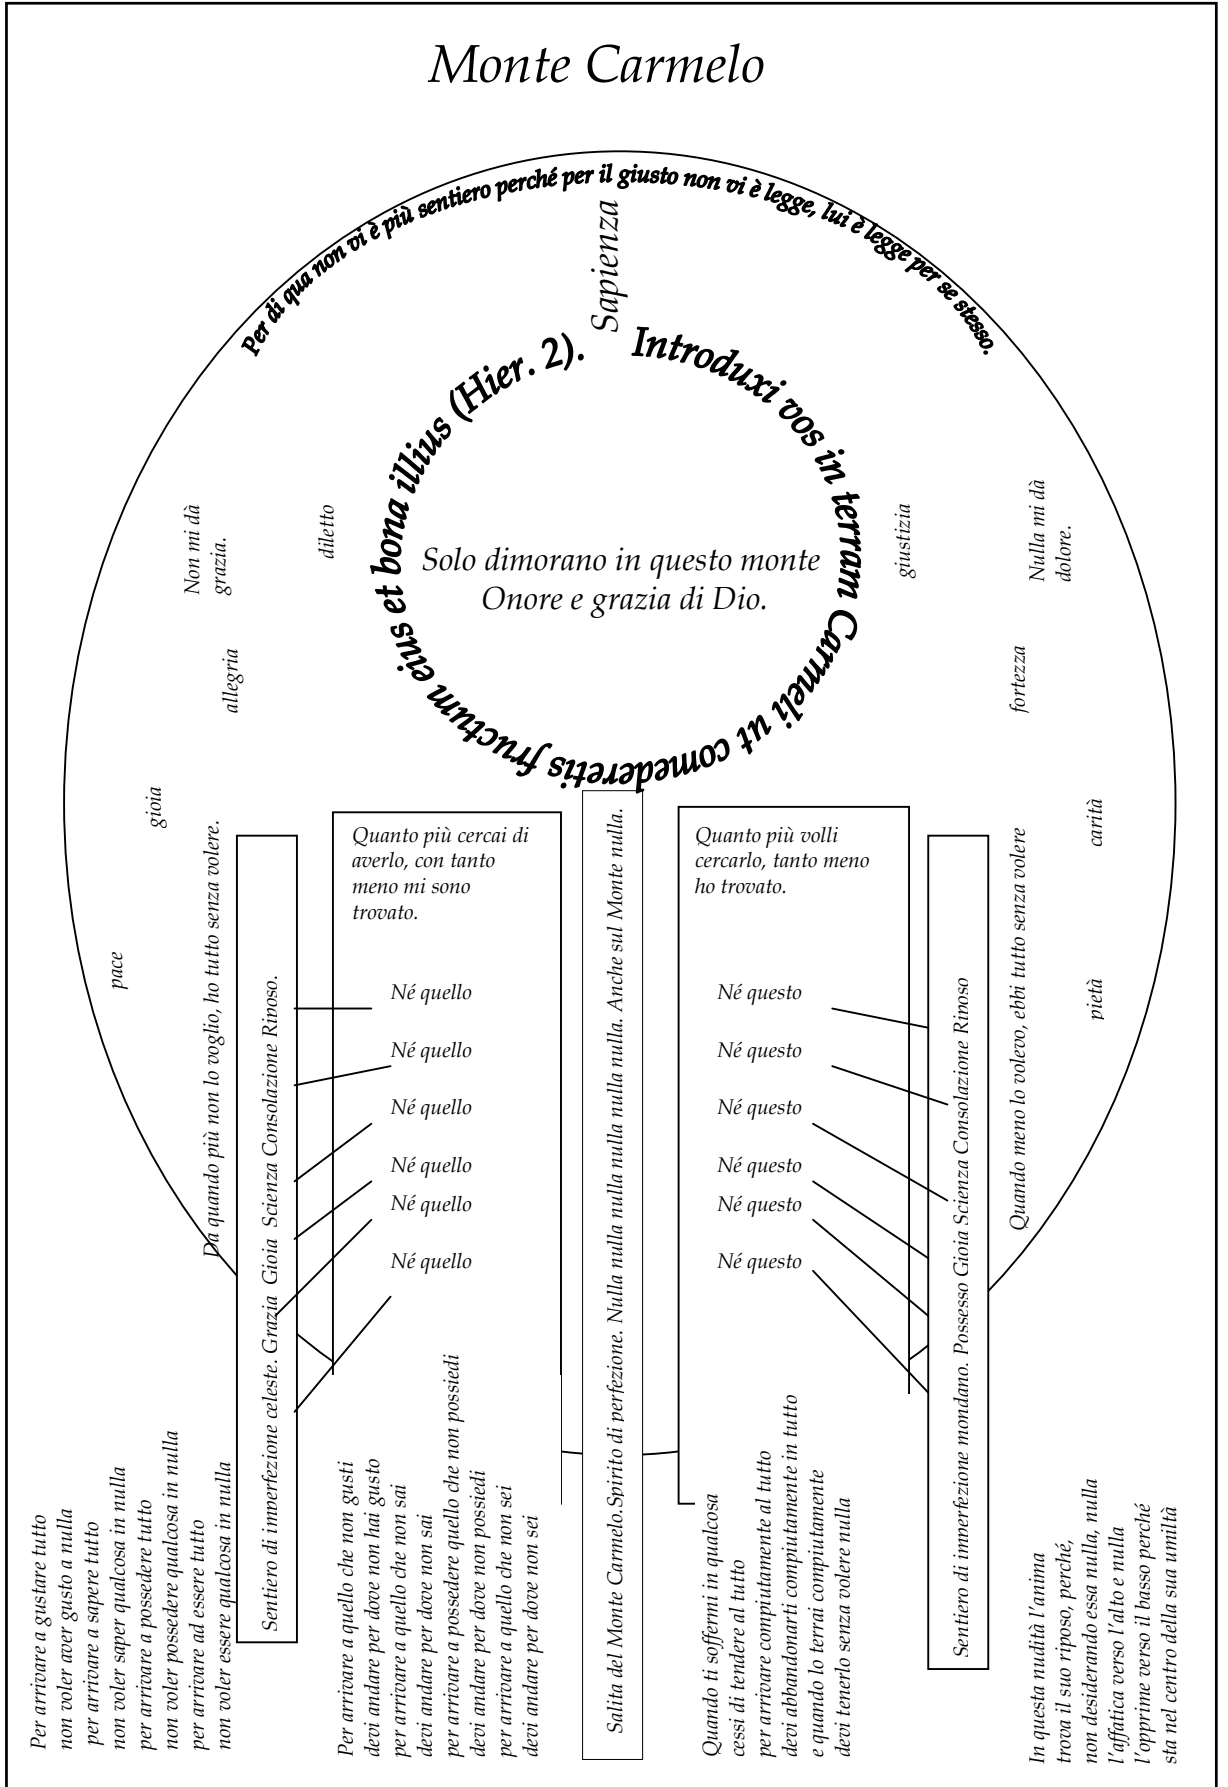 Monte Carmelo
Per di qua non vi è più sentiero perché per il giusto non vi è legge, lui è legge per se stesso.
Sapienza
Introduxi vos in terram Carmeli ut comederetis fructum eius et bona illius (Hier. 2).
Solo dimorano in questo monte
Onore e grazia di Dio.
Non mi dà
grazia.
diletto
allegria
gioia
pace
giustizia
Nulla mi dà
dolore.
fortezza
carità
pietà
Da quando più non lo voglio, ho tutto senza volere.
Sentiero di imperfezione celeste. Grazia Gioia Scienza Consolazione Riposo.
Quanto più cercai di
averlo, con tanto
meno mi sono
trovato.
Né quello
Né quello
Né quello
Né quello
Né quello
Né quello
Salita del Monte Carmelo.Spirito di perfezione. Nulla nulla nulla nulla nulla nulla. Anche sul Monte nulla.
Quanto più volli
cercarlo, tanto meno
ho trovato.
Né questo
Né questo
Né questo
Né questo
Né questo
Né questo
Sentiero di imperfezione mondano. Possesso Gioia Scienza Consolazione Riposo
Quando meno lo volevo, ebbi tutto senza volere
Per arrivare a gustare tutto
non voler aver gusto a nulla
per arrivare a sapere tutto
non voler saper qualcosa in nulla
per arrivare a possedere tutto
non voler possedere qualcosa in nulla
per arrivare ad essere tutto
non voler essere qualcosa in nulla
Per arrivare a quello che non gusti
devi andare per dove non hai gusto
per arrivare a quello che non sai
devi andare per dove non sai
per arrivare a possedere quello che non possiedi
devi andare per dove non possiedi
per arrivare a quello che non sei
devi andare per dove non sei
Quando ti soffermi in qualcosa
cessi di tendere al tutto
per arrivare compiutamente al tutto
devi abbandonarti compiutamente in tutto
e quando lo terrai compiutamente
devi tenerlo senza volere nulla
In questa nudità l'anima
trova il suo riposo, perché,
non desiderando essa nulla, nulla
l'affatica verso l'alto e nulla
l'opprime verso il basso perché
sta nel centro della sua umiltà